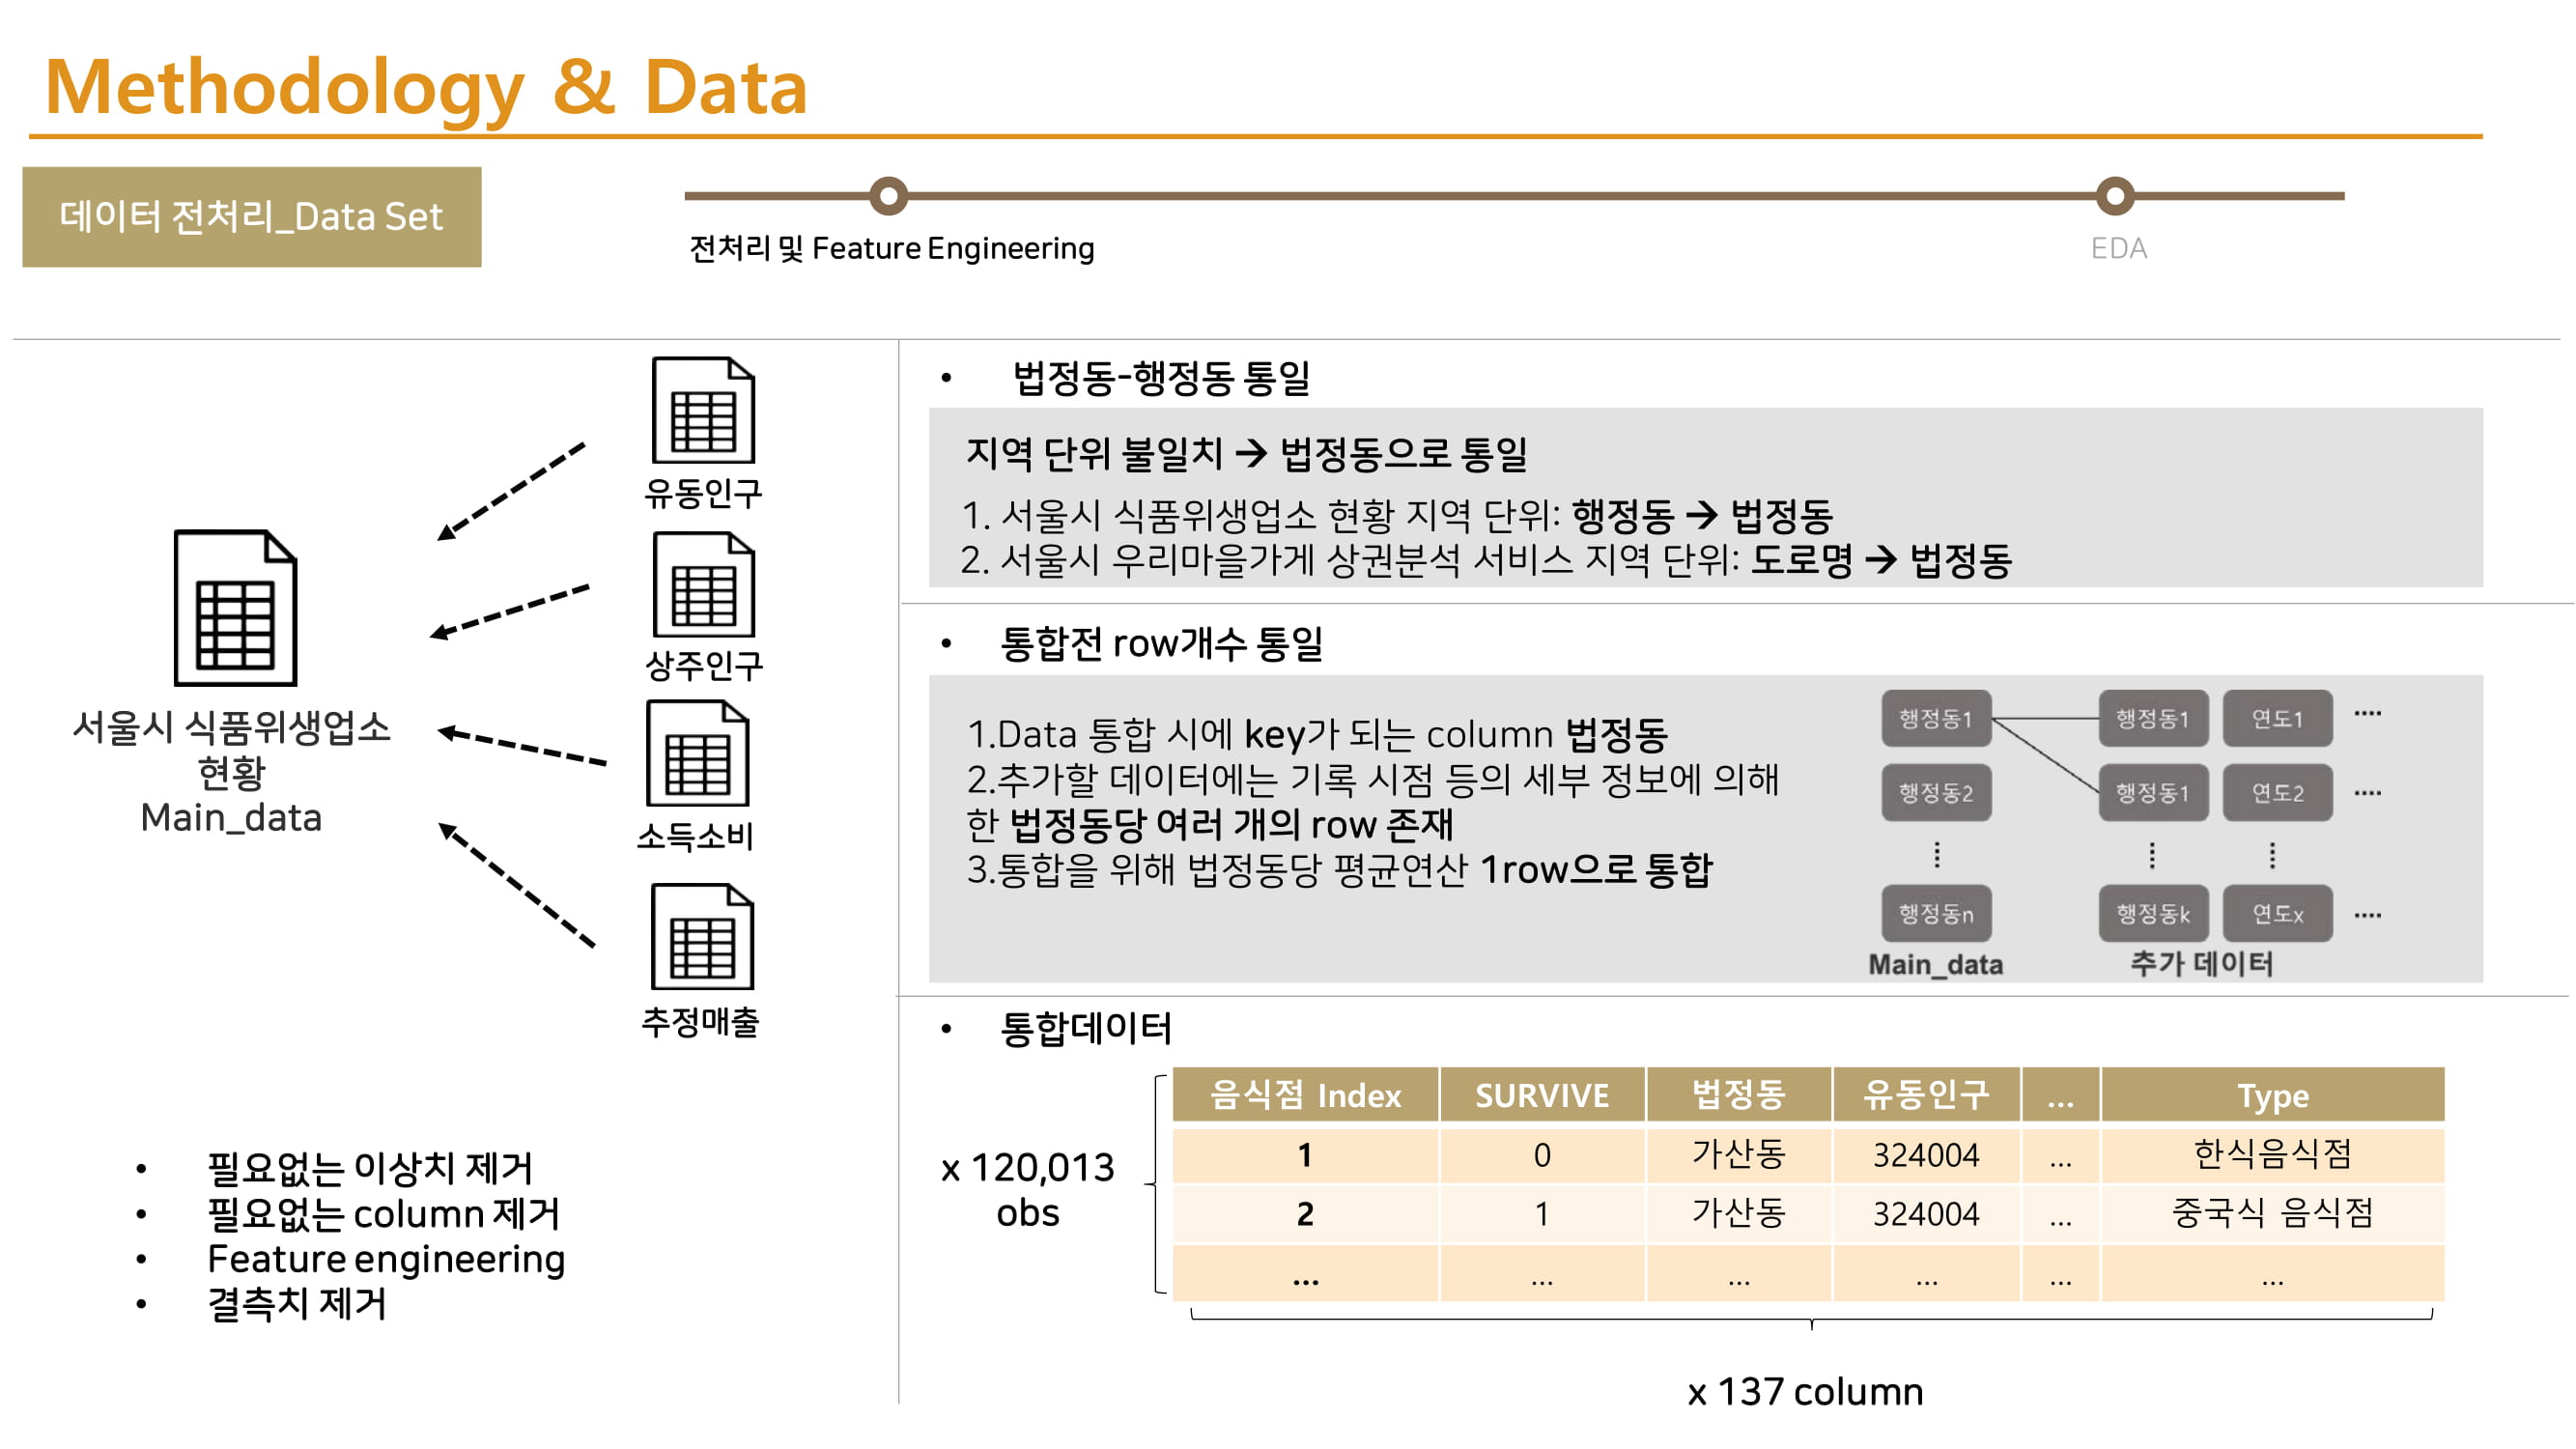 Methodology & Data
데이터 전처리_Data Set
전처리 및 Feature Engineering
EDA
유동인구
상주인구
소득소비
추정매출
서울시 식품위생업소
현황
Main_data
• 필요없는 이상치 제거
• 필요없는 column 제거
• Feature engineering
• 결측치 제거
• 법정동-행정동 통일
지역 단위 불일치 → 법정동으로 통일
1. 서울시 식품위생업소 현황 지역 단위: 행정동 → 법정동
2. 서울시 우리마을가게 상권분석 서비스 지역 단위: 도로명 → 법정동
• 통합전 row개수 통일
1.Data 통합 시에 key가 되는 column 법정동
2.추가할 데이터에는 기록 시점 등의 세부 정보에 의해
한 법정동당 여러 개의 row 존재
3.통합을 위해 법정동당 평균연산 1row으로 통합
행정동1 행정동1 연도1 ....
행정동2 행정동1 연도2 ....
행정동n 행정동k 연도x ....
Main_data 추가 데이터
• 통합데이터
x 120,013
obs
음식점 Index SURVIVE 법정동 유동인구 ... Type
1 0 가산동 324004 ... 한식음식점
2 1 가산동 324004 ... 중국식 음식점
... ... ... ... ... ...
x 137 column